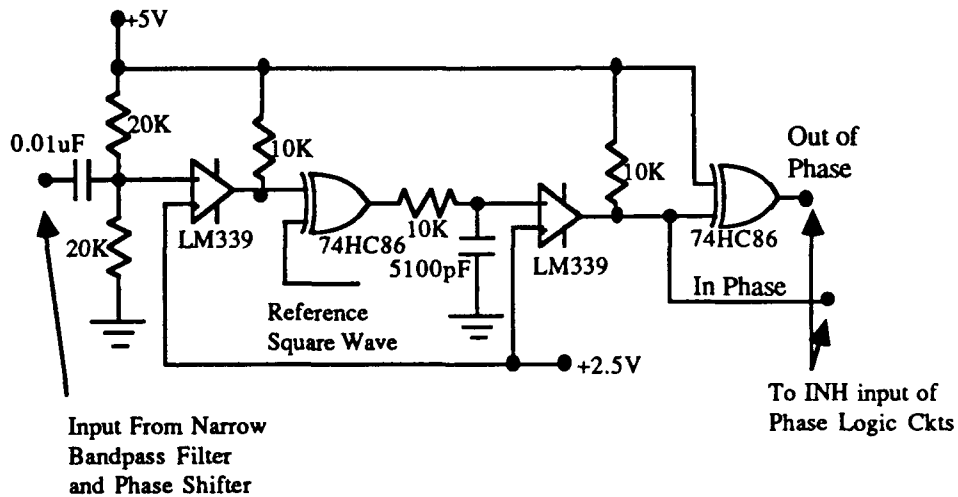 +5V
20K
0.01uF
10K
10K
Out of
Phase
20K
LM339
74HC86
10K
5100pF
LM339
74HC86
In Phase
Reference
Square Wave
+2.5V
To INH input of
Phase Logic Ckts
Input From Narrow
Bandpass Filter
and Phase Shifter